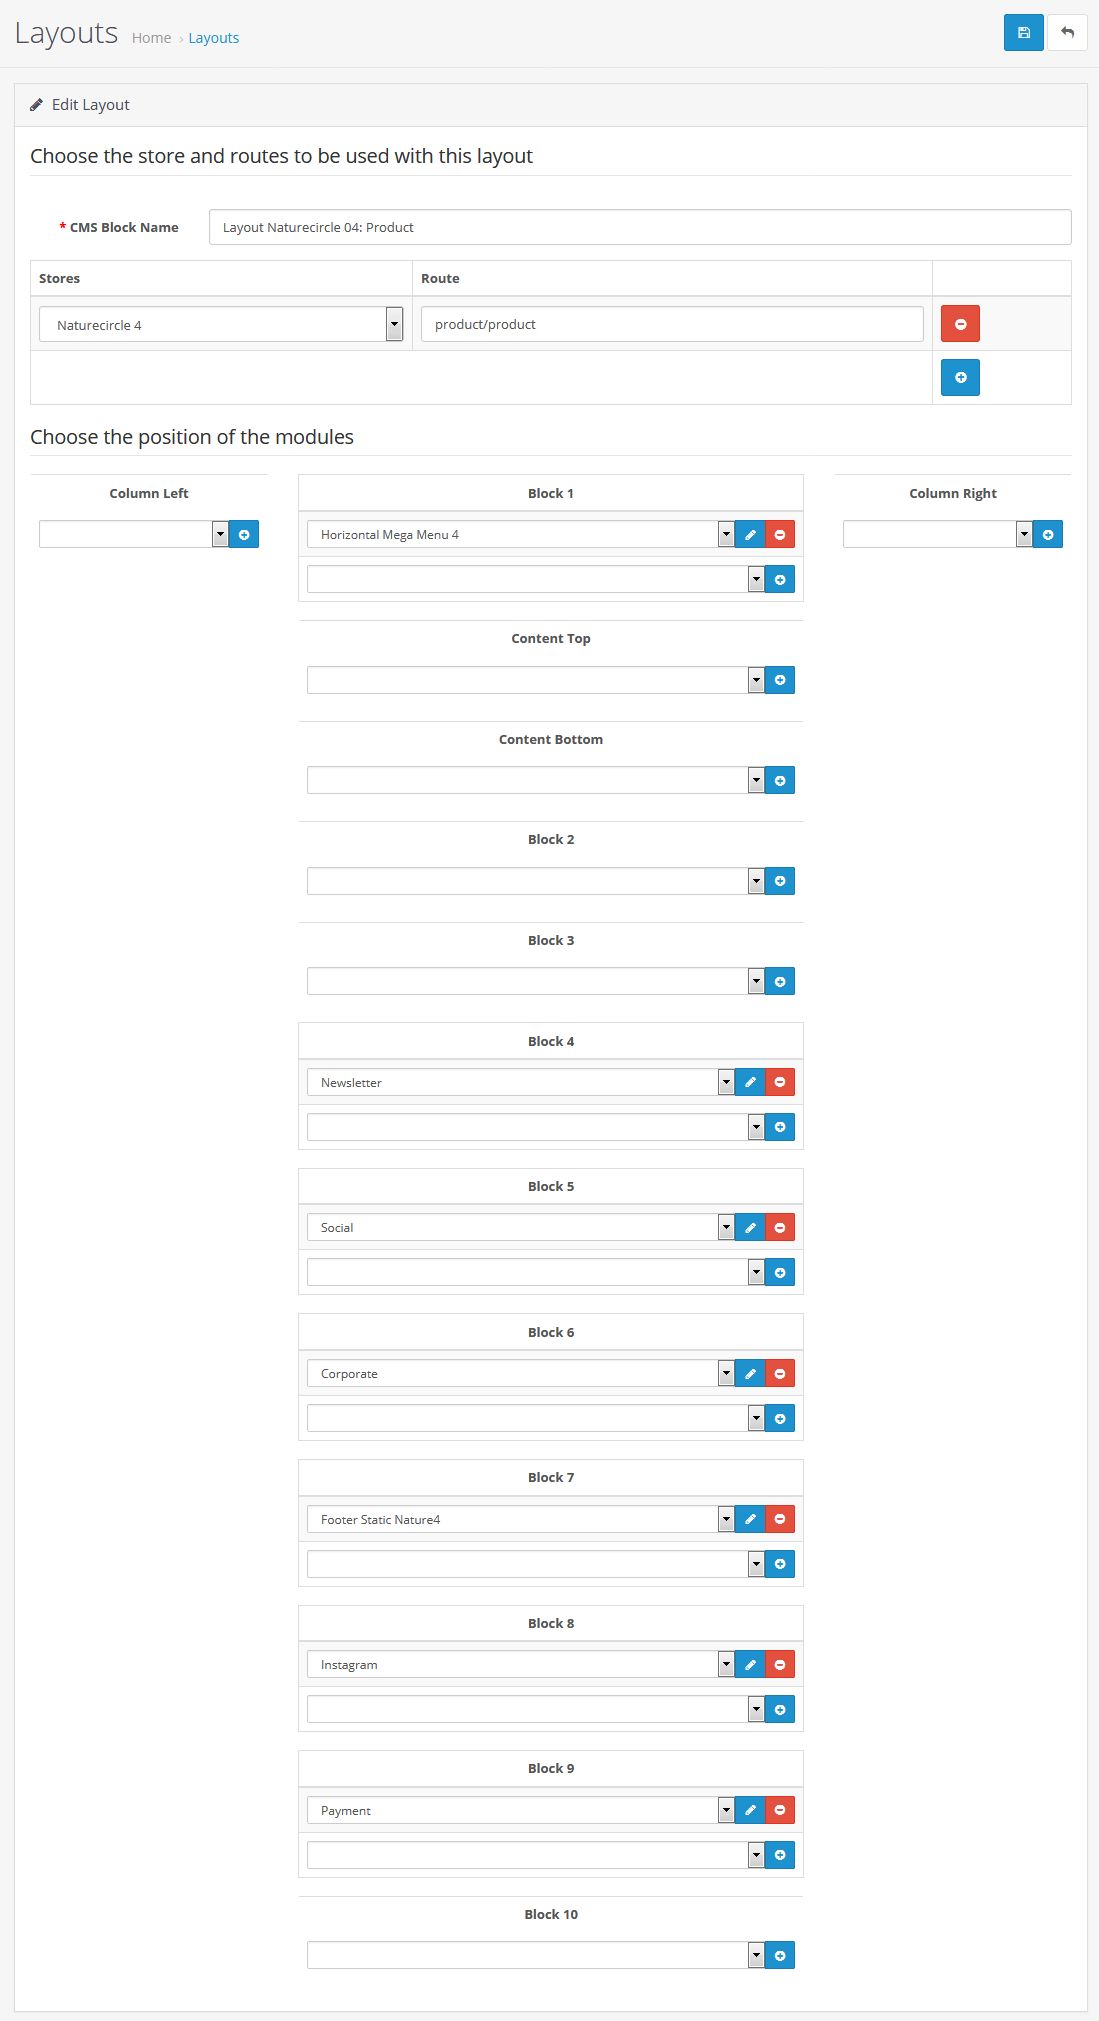 Layouts Home › Layouts
Edit Layout
Choose the store and routes to be used with this layout
* CMS Block Name Layout Naturecircle 04: Product
Stores Route
Naturecircle 4 product/product
Choose the position of the modules
Column Left Block 1 Column Right
Horizontal Mega Menu 4
Content Top
Content Bottom
Block 2
Block 3
Block 4
Newsletter
Block 5
Social
Block 6
Corporate
Block 7
Footer Static Nature4
Block 8
Instagram
Block 9
Payment
Block 10